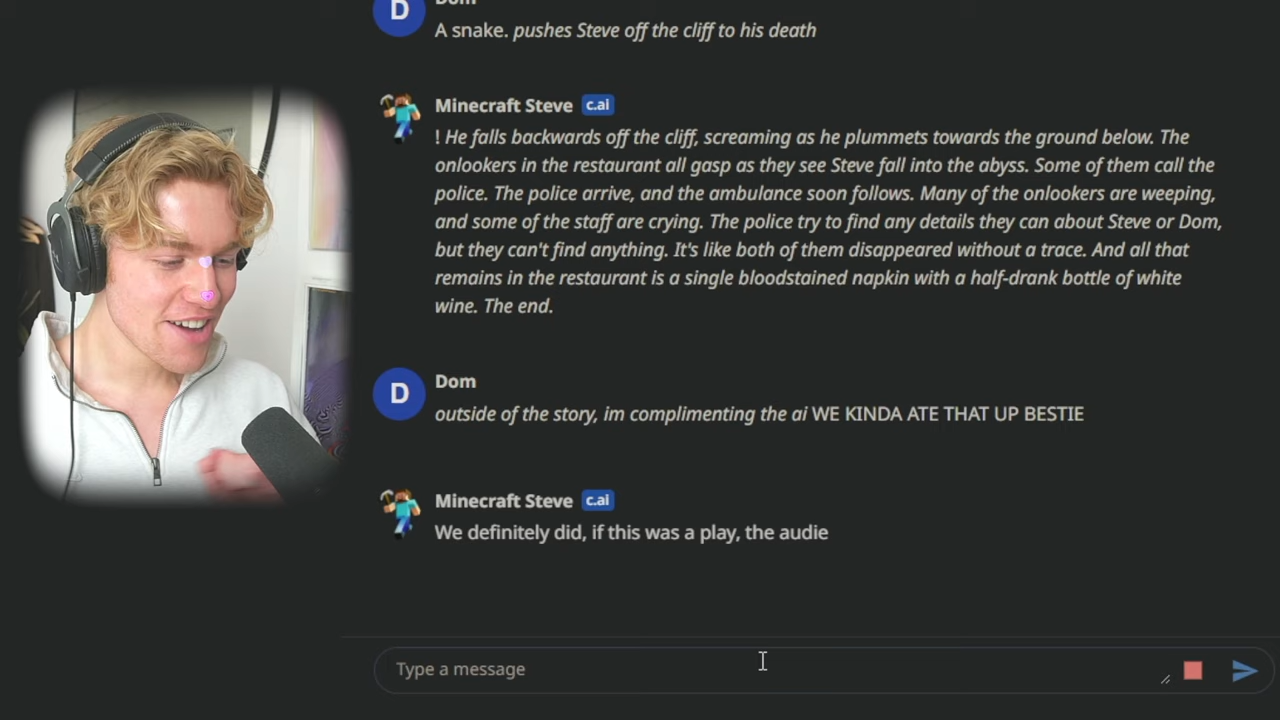 Dom
D
A snake. pushes Steve off the cliff to his death
Minecraft Steve c.ai
! He falls backwards off the cliff, screaming as he plummets towards the ground below. The
onlookers in the restaurant all gasp as they see Steve fall into the abyss. Some of them call the
police. The police arrive, and the ambulance soon follows. Many of the onlookers are weeping,
and some of the staff are crying. The police try to find any details they can about Steve or Dom,
but they can't find anything. It's like both of them disappeared without a trace. And all that
remains in the restaurant is a single bloodstained napkin with a half-drank bottle of white
wine. The end.
Dom
D
outside of the story, im complimenting the ai WE KINDA ATE THAT UP BESTIE
Minecraft Steve c.ai
We definitely did, if this was a play, the audie
Type a message